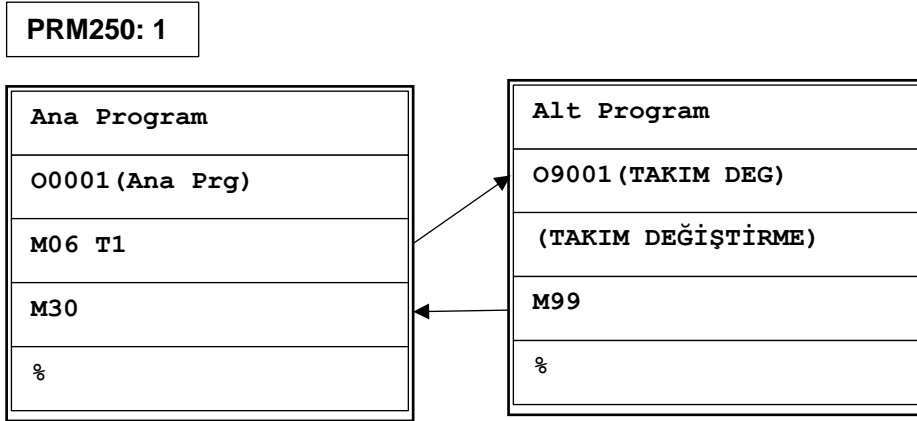 PRM250: 1
Ana Program
O0001(Ana Prg)
M06 T1
M30
%
Alt Program
O9001(TAKIM DEG)
(TAKIM DEĞİŞTİRME)
M99
%